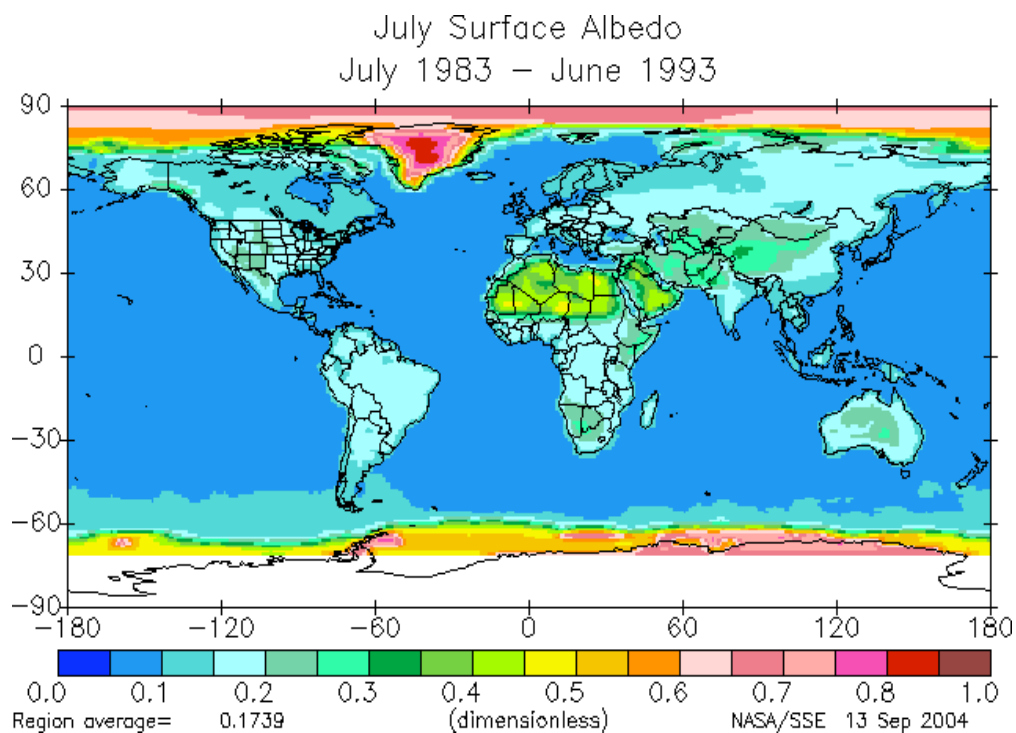 July Surface Albedo
July 1983 − June 1993
90
60
30
0
−30
−60
−90
−180 −120 −60 0 60 120 180
0.0 0.1 0.2 0.3 0.4 0.5 0.6 0.7 0.8 1.0
Region average= 0.1739 (dimensionless) NASA/SSE 13 Sep 2004